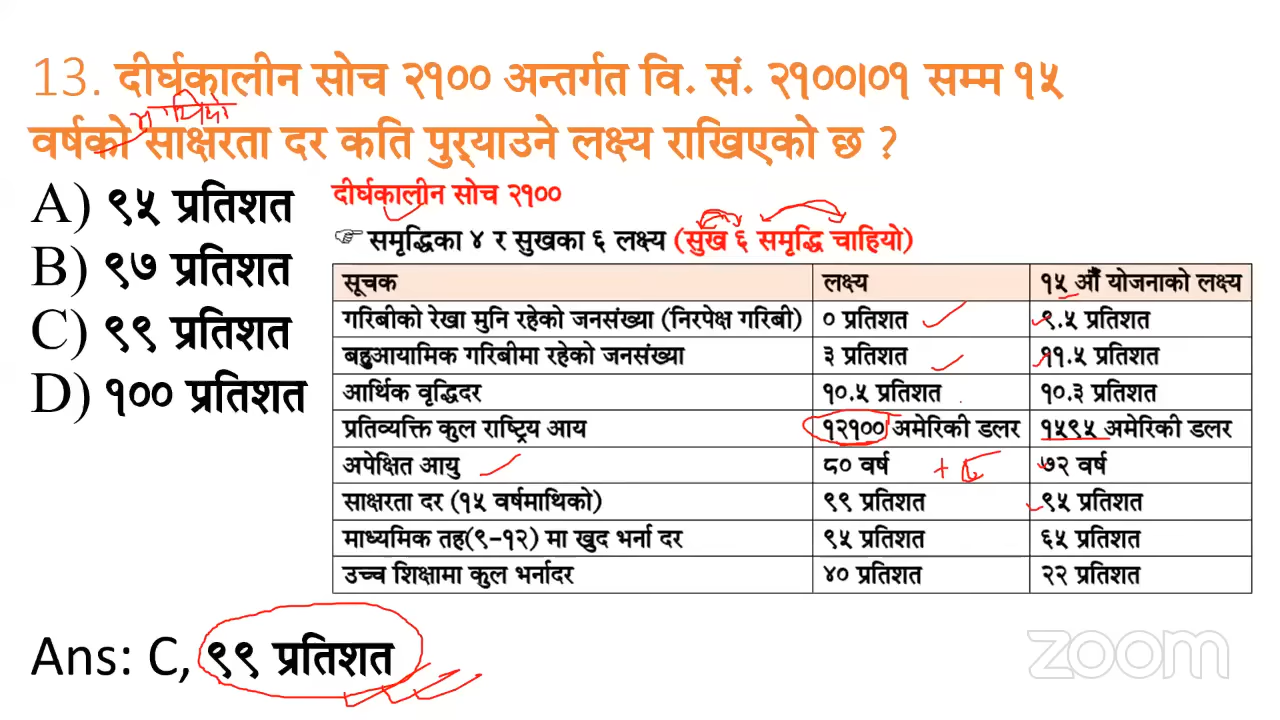 13. दीर्घकालीन सोच २१०० अन्तर्गत वि. सं. २१००।०१ सम्म १५
माथियो
वर्षको साक्षरता दर कति पुर्‍याउने लक्ष्य राखिएको छ ?
A) ९५ प्रतिशत
B) ९७ प्रतिशत
C) ९९ प्रतिशत
D) १०० प्रतिशत
दीर्घकालीन सोच २१००
☞ समृद्धिका ४ र सुखका ६ लक्ष्य (सुख ६ समृद्धि चाहियो)
सूचक लक्ष्य १५ औं योजनाको लक्ष्य
गरिबीको रेखा मुनि रहेको जनसंख्या (निरपेक्ष गरिबी) ० प्रतिशत ९.५ प्रतिशत
बहुआयामिक गरिबीमा रहेको जनसंख्या ३ प्रतिशत ११.५ प्रतिशत
आर्थिक वृद्धिदर १०.५ प्रतिशत १०.३ प्रतिशत
प्रतिव्यक्ति कुल राष्ट्रिय आय १२१०० अमेरिकी डलर १५९५ अमेरिकी डलर
अपेक्षित आयु ८० वर्ष ७२ वर्ष
साक्षरता दर (१५ वर्षमाथिको) ९९ प्रतिशत ९५ प्रतिशत
माध्यमिक तह(९-१२) मा खुद भर्ना दर ९५ प्रतिशत ६५ प्रतिशत
उच्च शिक्षामा कुल भर्नादर ४० प्रतिशत २२ प्रतिशत
Ans: C, ९९ प्रतिशत
zoom